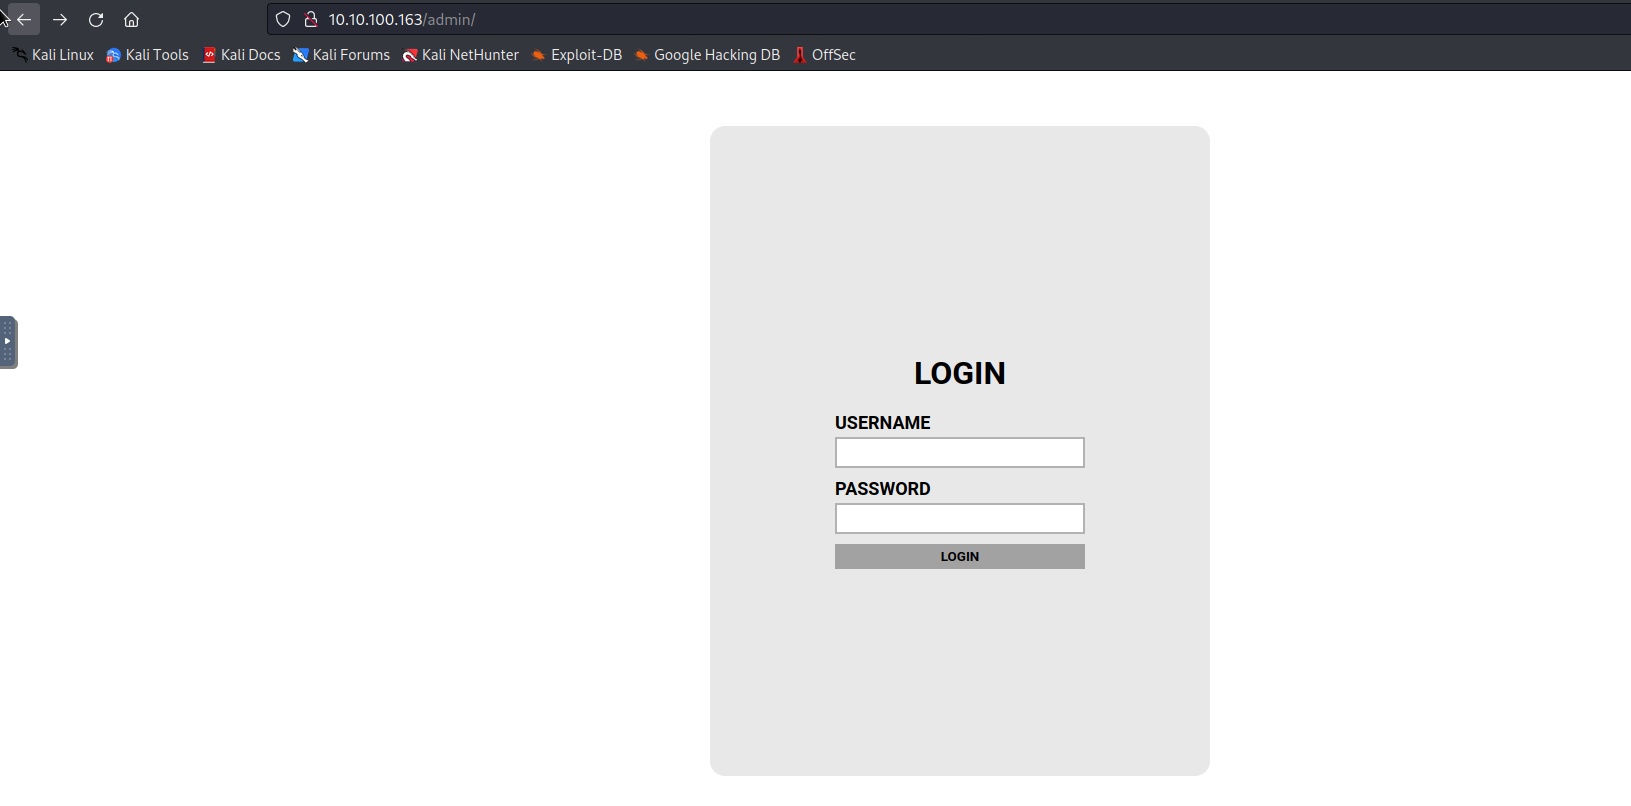 10.10.100.163/admin/
Kali Linux Kali Tools Kali Docs Kali Forums Kali NetHunter Exploit-DB Google Hacking DB OffSec
LOGIN
USERNAME
PASSWORD
LOGIN